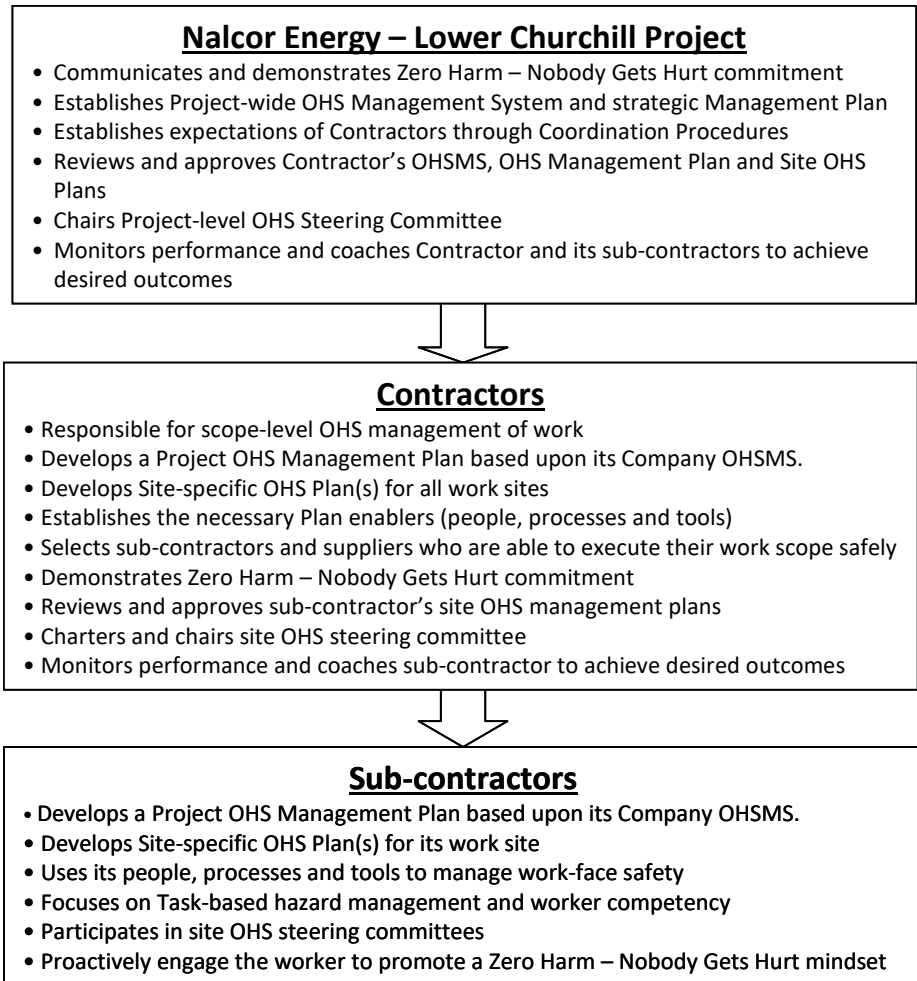 Nalcor Energy – Lower Churchill Project
• Communicates and demonstrates Zero Harm – Nobody Gets Hurt commitment
• Establishes Project-wide OHS Management System and strategic Management Plan
• Establishes expectations of Contractors through Coordination Procedures
• Reviews and approves Contractor's OHSMS, OHS Management Plan and Site OHS
Plans
• Chairs Project-level OHS Steering Committee
• Monitors performance and coaches Contractor and its sub-contractors to achieve
desired outcomes
Contractors
• Responsible for scope-level OHS management of work
• Develops a Project OHS Management Plan based upon its Company OHSMS.
• Develops Site-specific OHS Plan(s) for all work sites
• Establishes the necessary Plan enablers (people, processes and tools)
• Selects sub-contractors and suppliers who are able to execute their work scope safely
• Demonstrates Zero Harm – Nobody Gets Hurt commitment
• Reviews and approves sub-contractor's site OHS management plans
• Charters and chairs site OHS steering committee
• Monitors performance and coaches sub-contractor to achieve desired outcomes
Sub-contractors
• Develops a Project OHS Management Plan based upon its Company OHSMS.
• Develops Site-specific OHS Plan(s) for its work site
• Uses its people, processes and tools to manage work-face safety
• Focuses on Task-based hazard management and worker competency
• Participates in site OHS steering committees
• Proactively engage the worker to promote a Zero Harm – Nobody Gets Hurt mindset